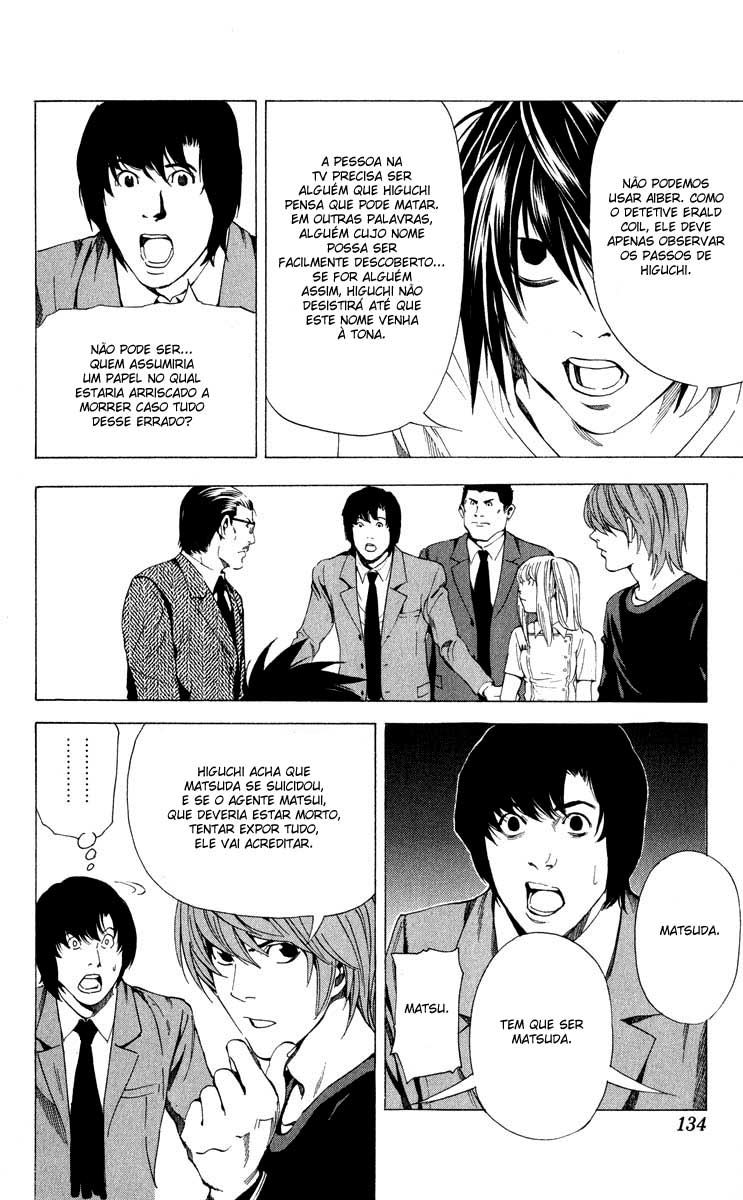 NÃO PODEMOS
USAR AIBER. COMO
O DETETIVE ERALD
COIL, ELE DEVE
APENAS OBSERVAR
OS PASSOS DE
HIGUCHI.
A PESSOA NA
TV PRECISA SER
ALGUÉM QUE HIGUCHI
PENSA QUE PODE MATAR.
EM OUTRAS PALAVRAS,
ALGUÉM CUJO NOME
POSSA SER
FACILMENTE DESCOBERTO...
SE FOR ALGUÉM
ASSIM, HIGUCHI NÃO
DESISTIRÁ ATÉ QUE
ESTE NOME VENHA
À TONA.
NÃO PODE SER...
QUEM ASSUMIRIA
UM PAPEL NO QUAL
ESTARIA ARRISCADO A
MORRER CASO TUDO
DESSE ERRADO?
MATSUDA.
TEM QUE SER
MATSUDA.
MATSU.
HIGUCHI ACHA QUE
MATSUDA SE SUICIDOU,
E SE O AGENTE MATSUI,
QUE DEVERIA ESTAR MORTO,
TENTAR EXPOR TUDO,
ELE VAI ACREDITAR.
............
............
134